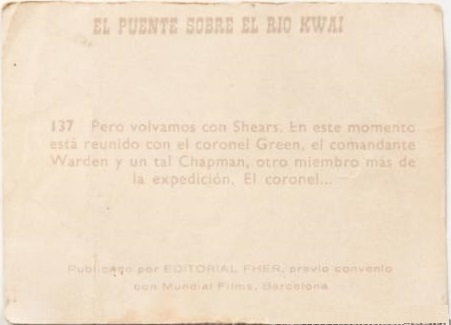 EL PUENTE SOBRE EL RIO KWAI
137 Pero volvamos con Shears. En este momento
está reunido con el coronel Green, el comandante
Warden y un tal Chapman, otro miembro más de
la expedición. El coronel...
Publicado por EDITORIAL FHER, previo convenio
con Mundial Films, Barcelona